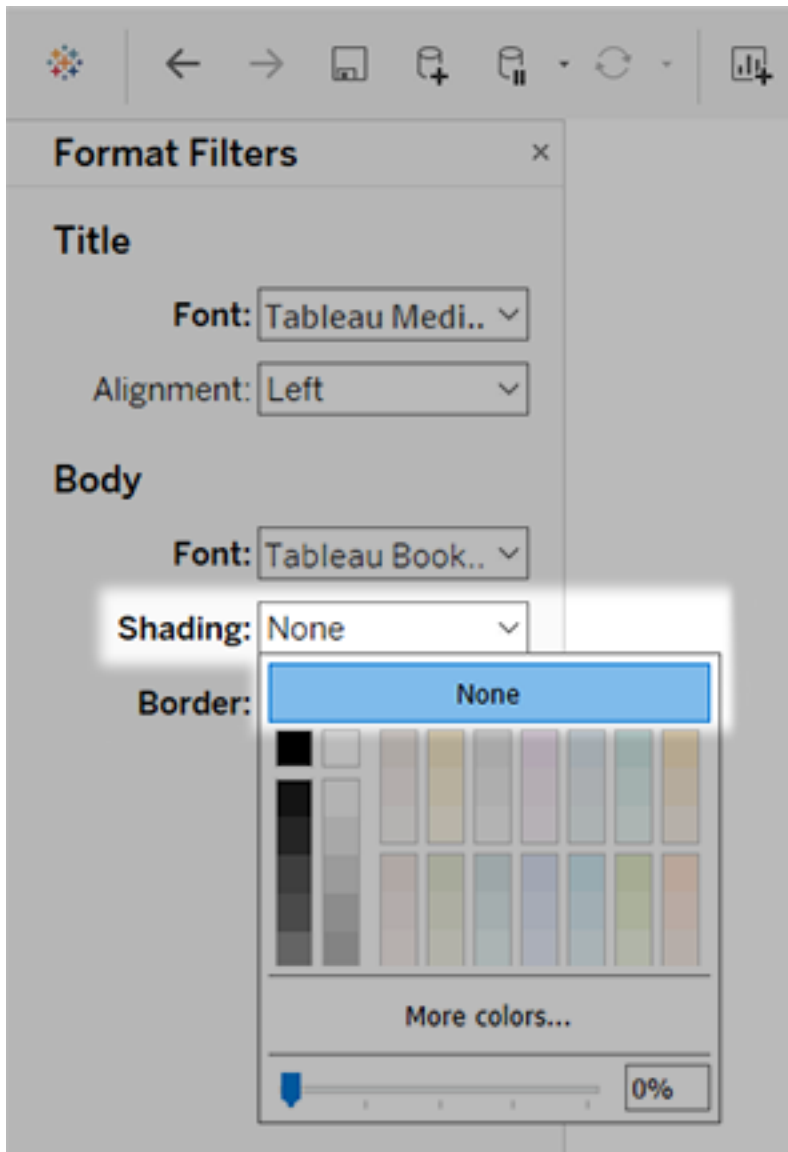 Format Filters ×
Title
Font: Tableau Medi..
Alignment: Left
Body
Font: Tableau Book..
Shading: None
None
Border:
More colors...
0%